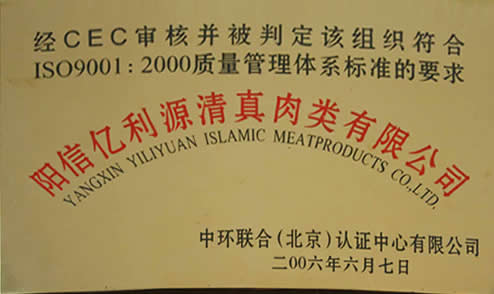 经CEC审核并被判定该组织符合
ISO9001:2000质量管理体系标准的要求
阳信亿利源清真肉类有限公司
YANGXIN YILIYUAN ISLAMIC MEATPRODUCTS CO.,LTD.
中环联合(北京)认证中心有限公司
二00六年六月七日